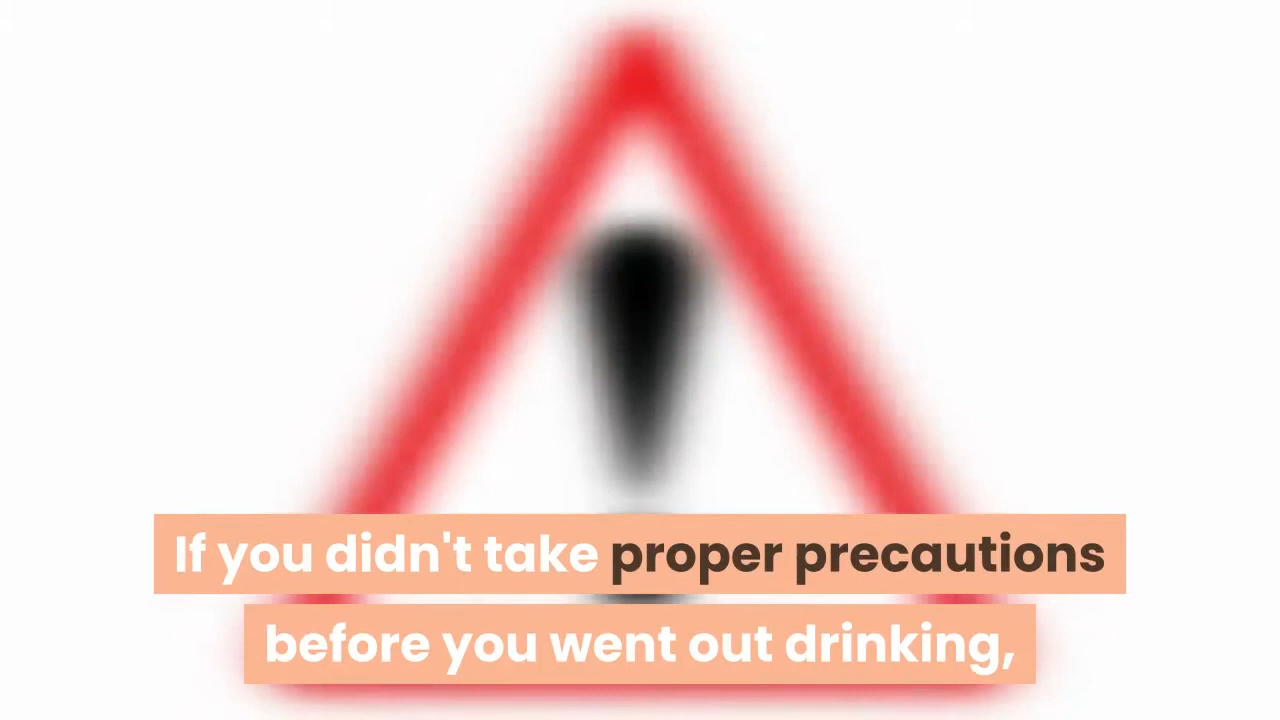 If you didn't take proper precautions
before you went out drinking,